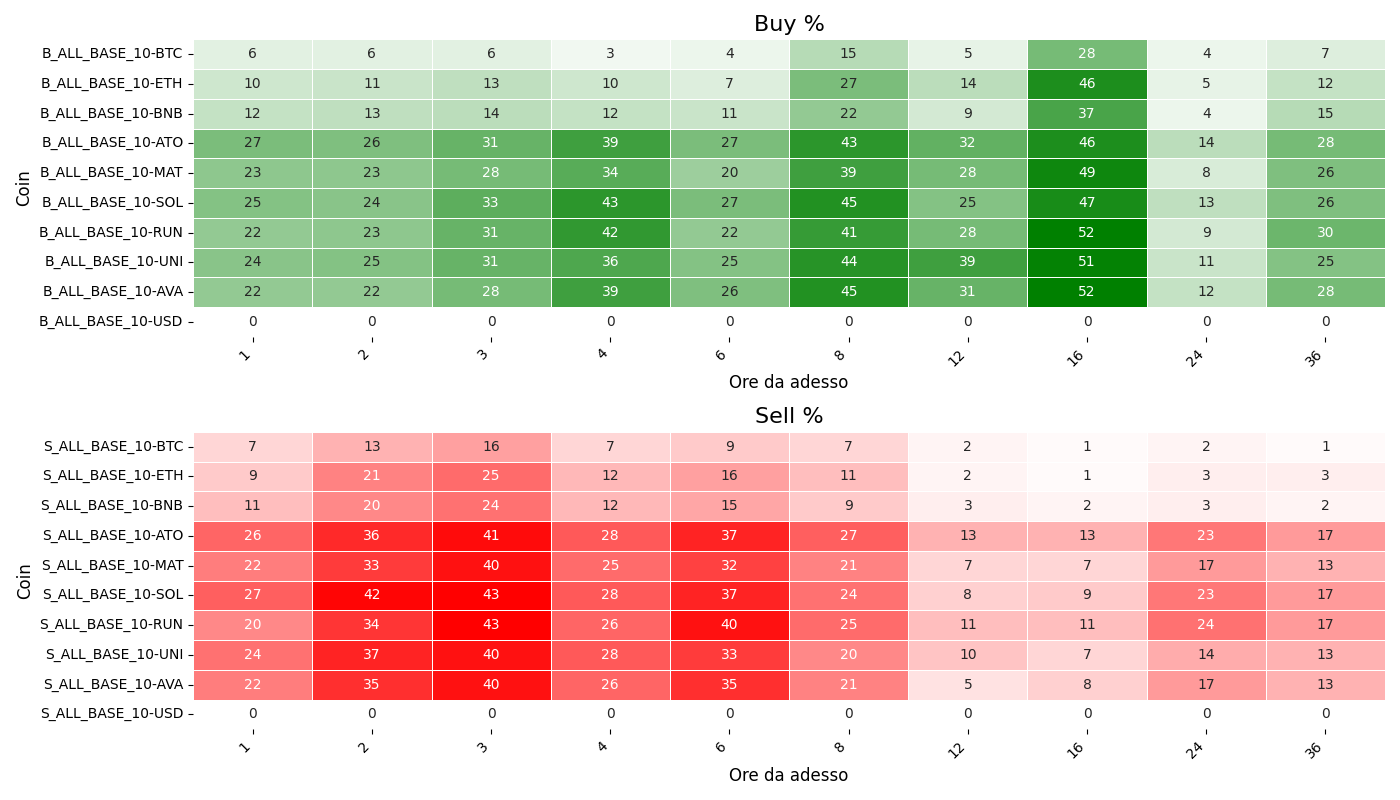 Buy %
Coin
B_ALL_BASE_10-BTC 6 6 6 3 4 15 5 28 4 7
B_ALL_BASE_10-ETH 10 11 13 10 7 27 14 46 5 12
B_ALL_BASE_10-BNB 12 13 14 12 11 22 9 37 4 15
B_ALL_BASE_10-ATO 27 26 31 39 27 43 32 46 14 28
B_ALL_BASE_10-MAT 23 23 28 34 20 39 28 49 8 26
B_ALL_BASE_10-SOL 25 24 33 43 27 45 25 47 13 26
B_ALL_BASE_10-RUN 22 23 31 42 22 41 28 52 9 30
B_ALL_BASE_10-UNI 24 25 31 36 25 44 39 51 11 25
B_ALL_BASE_10-AVA 22 22 28 39 26 45 31 52 12 28
B_ALL_BASE_10-USD 0 0 0 0 0 0 0 0 0 0
1 2 3 4 6 8 12 16 24 36
Ore da adesso
Sell %
Coin
S_ALL_BASE_10-BTC 7 13 16 7 9 7 2 1 2 1
S_ALL_BASE_10-ETH 9 21 25 12 16 11 2 1 3 3
S_ALL_BASE_10-BNB 11 20 24 12 15 9 3 2 3 2
S_ALL_BASE_10-ATO 26 36 41 28 37 27 13 13 23 17
S_ALL_BASE_10-MAT 22 33 40 25 32 21 7 7 17 13
S_ALL_BASE_10-SOL 27 42 43 28 37 24 8 9 23 17
S_ALL_BASE_10-RUN 20 34 43 26 40 25 11 11 24 17
S_ALL_BASE_10-UNI 24 37 40 28 33 20 10 7 14 13
S_ALL_BASE_10-AVA 22 35 40 26 35 21 5 8 17 13
S_ALL_BASE_10-USD 0 0 0 0 0 0 0 0 0 0
1 2 3 4 6 8 12 16 24 36
Ore da adesso